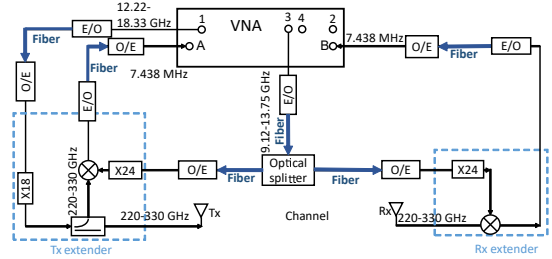 12.22-
18.33 GHz
E/O
1
VNA
3
4
2
A
B
Fiber
O/E
7.438 MHz
7.438 MHz
O/E
Fiber
E/O
O/E
Fiber
E/O
9.12-13.75 GHz
E/O
Fiber
220-330 GHz
X24
O/E
Fiber
Optical
splitter
Fiber
O/E
X24
X18
220-330 GHz
Tx
Channel
Rx
220-330 GHz
Tx extender
Rx extender